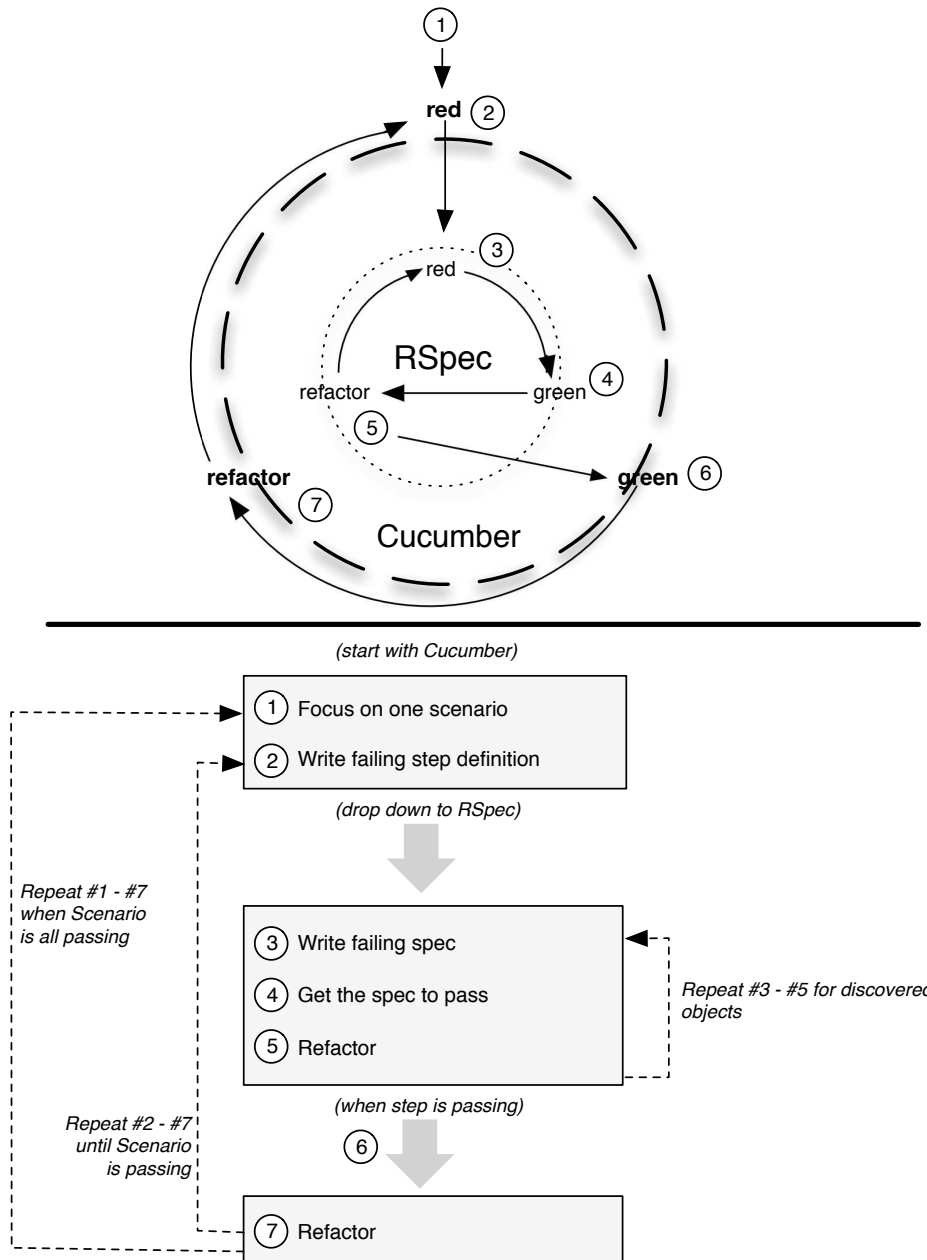 1
red 2
3
red
RSpec
refactor green 4
5
refactor green 6
7
Cucumber
(start with Cucumber)
1 Focus on one scenario
2 Write failing step definition
(drop down to RSpec)
Repeat #1 - #7
when Scenario
is all passing
3 Write failing spec
4 Get the spec to pass
5 Refactor
Repeat #3 - #5 for discovered
objects
(when step is passing)
6
Repeat #2 - #7
until Scenario
is passing
7 Refactor